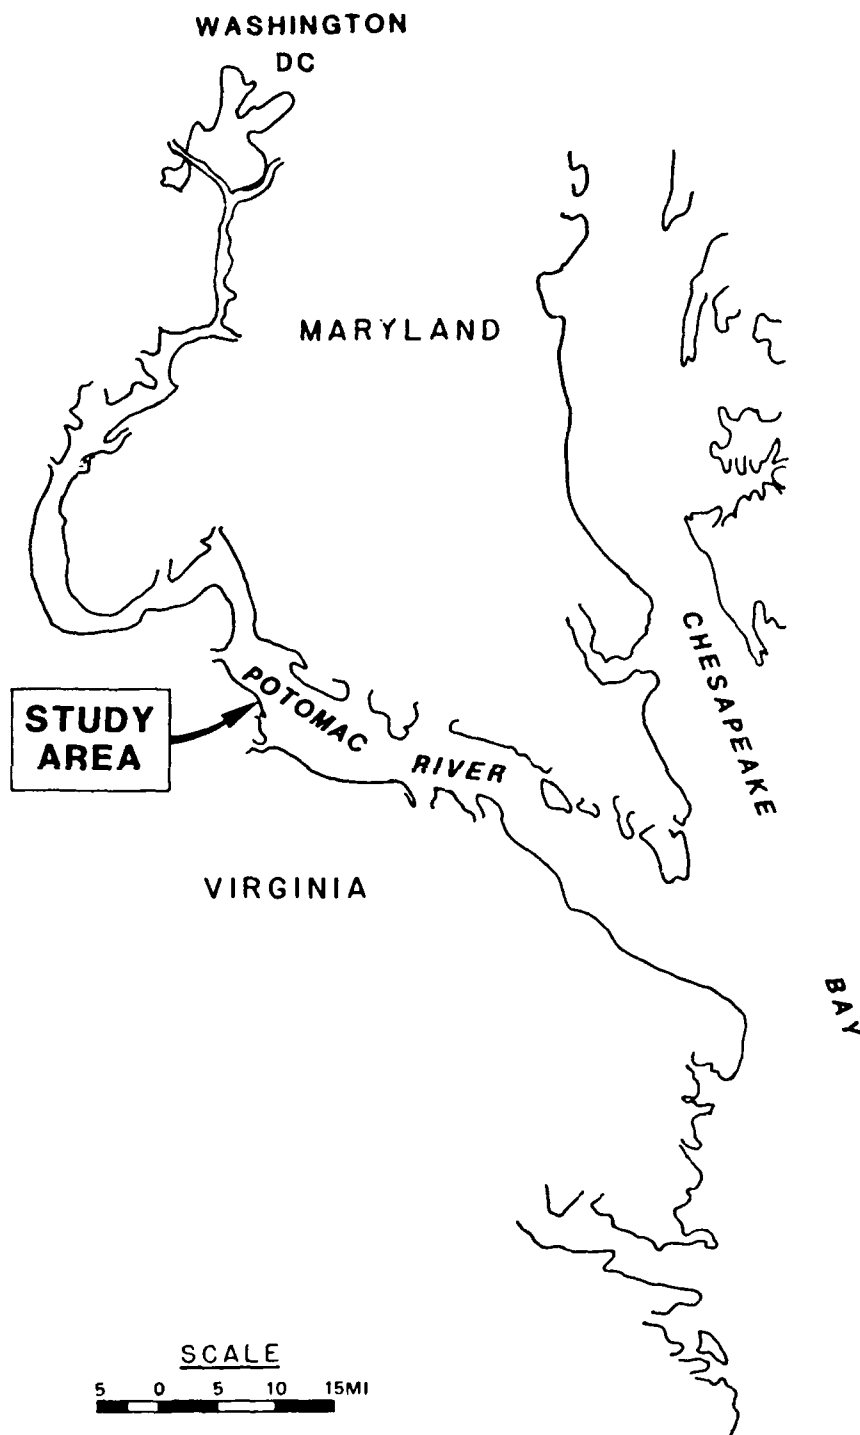 WASHINGTON
DC
MARYLAND
CHESAPEAKE
BAY
STUDY
AREA
POTOMAC
RIVER
VIRGINIA
SCALE
5 0 5 10 15MI